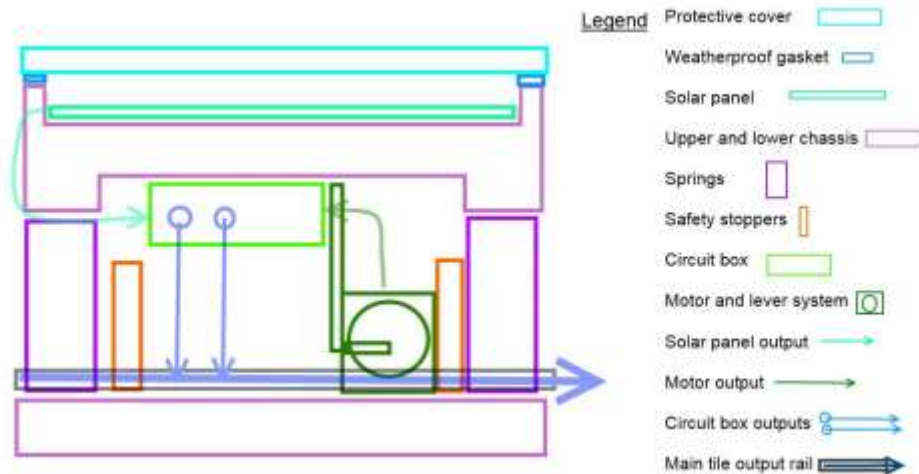 Legend
Protective cover
Weatherproof gasket
Solar panel
Upper and lower chassis
Springs
Safety stoppers
Circuit box
Motor and lever system
Solar panel output
Motor output
Circuit box outputs
Main tile output rail